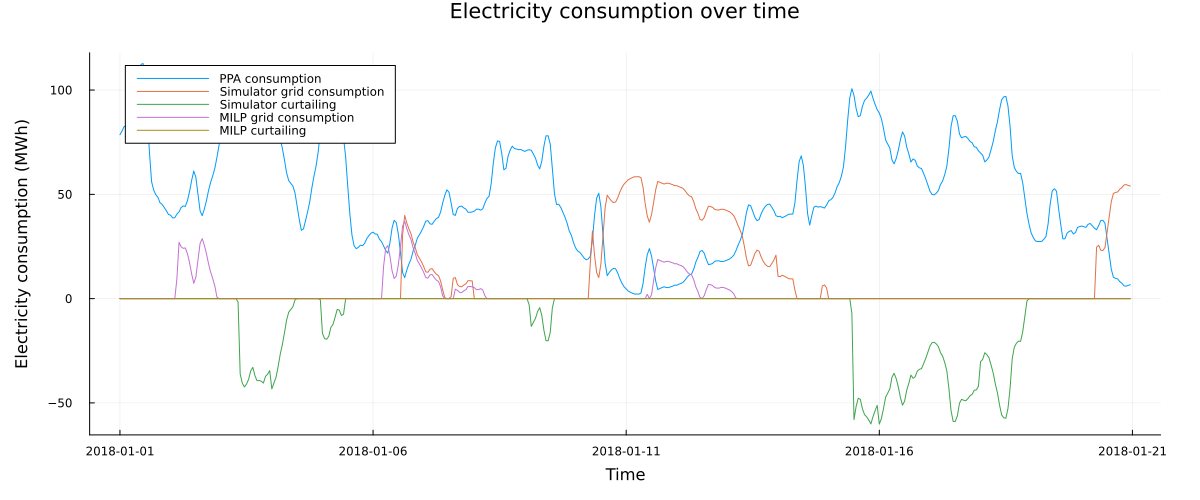 Electricity consumption over time
PPA consumption
Simulator grid consumption
Simulator curtailing
MILP grid consumption
MILP curtailing
Electricity consumption (MWh)
100
50
0
−50
2018-01-01 2018-01-06 2018-01-11 2018-01-16 2018-01-21
Time